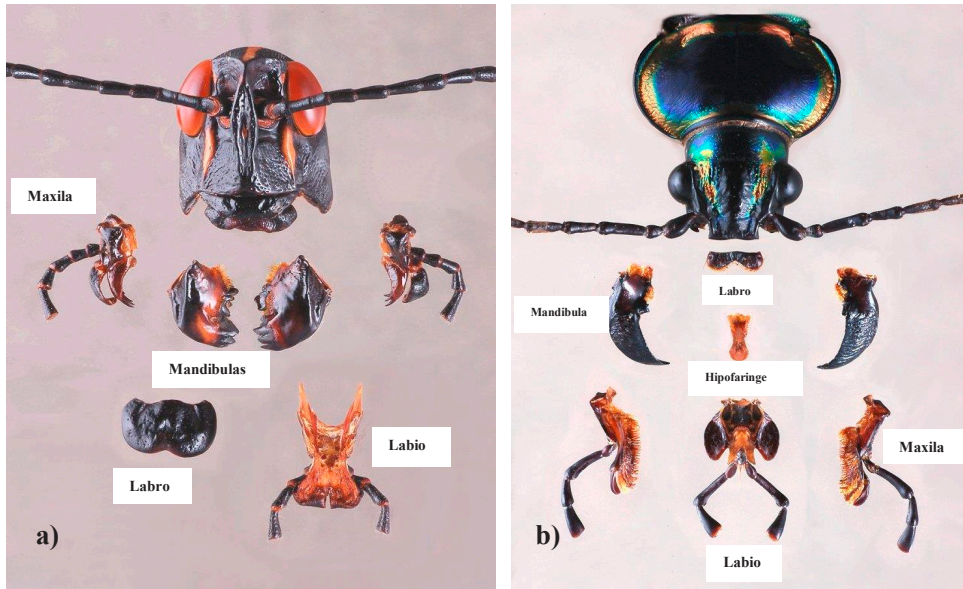 Maxila
Mandibulas
Labro
Labio
a)
Labro
Mandibula
Hipofaringe
Maxila
Labio
b)